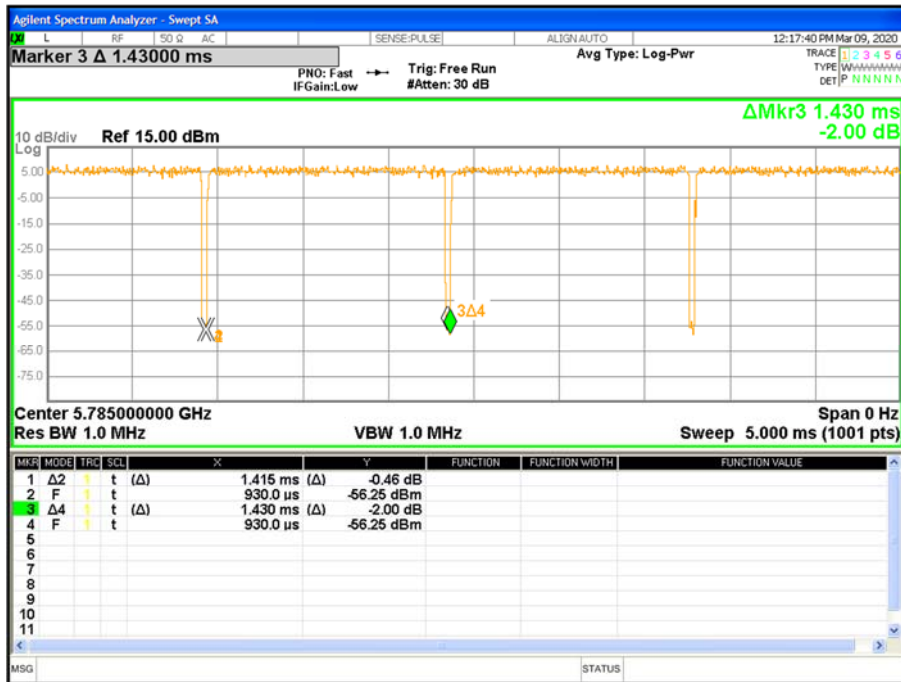 Agilent Spectrum Analyzer - Swept SA
L RF 50 Ω AC SENSE:PULSE ALIGN AUTO 12:17:40 PM Mar 09, 2020
Marker 3 Δ 1.43000 ms
PNO: Fast
IFGain:Low
Trig: Free Run
#Atten: 30 dB
Avg Type: Log-Pwr
TRACE 1 2 3 4 5 6
TYPE W
DET P N N N N N
ΔMkr3 1.430 ms
-2.00 dB
10 dB/div Ref 15.00 dBm
Log
5.00
-5.00
-15.0
-25.0
-35.0
-45.0
3Δ4
-55.0
-65.0
-75.0
Center 5.785000000 GHz Span 0 Hz
Res BW 1.0 MHz VBW 1.0 MHz Sweep 5.000 ms (1001 pts)
MKR MODE TRC SCL X Y FUNCTION FUNCTION WIDTH FUNCTION VALUE
1 Δ2 1 t (Δ) 1.415 ms (Δ) -0.46 dB
2 F 1 t 930.0 µs -56.25 dBm
3 Δ4 1 t (Δ) 1.430 ms (Δ) -2.00 dB
4 F 1 t 930.0 µs -56.25 dBm
5
6
7
8
9
10
11
MSG STATUS